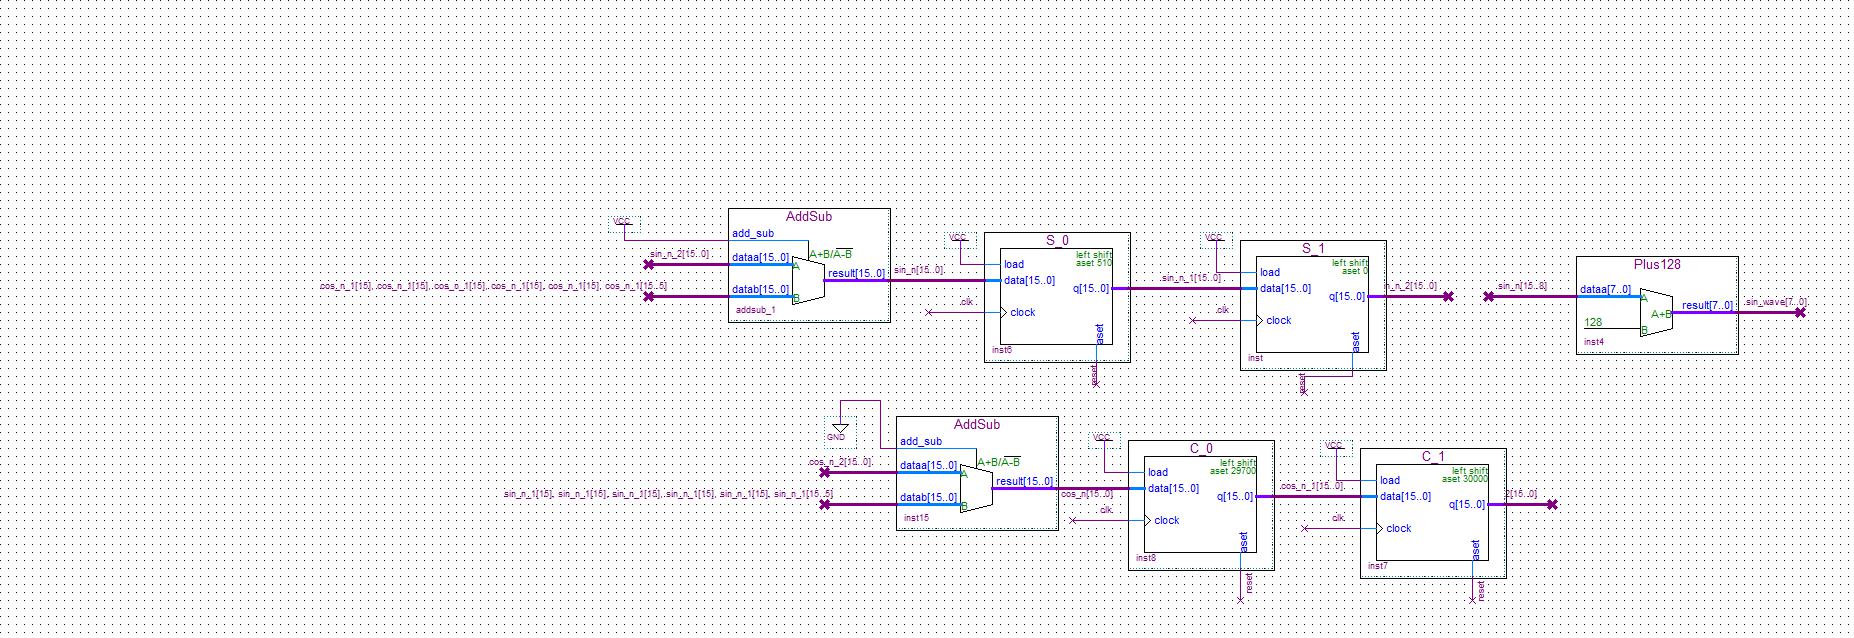 AddSub
VCC
add_sub
A+B/A-B
sin_n_2[15..0]
dataa[15..0]
A
result[15..0]
sin_n[15..0]
cos_n_1[15], cos_n_1[15], cos_n_1[15], cos_n_1[15], cos_n_1[15], cos_n_1[15..5]
datab[15..0]
B
addsub_1
VCC
S_0
left shift
aset 510
load
data[15..0]
q[15..0]
clk
clock
aset
inst6
reset
VCC
S_1
left shift
aset 0
load
sin_n_1[15..0]
data[15..0]
q[15..0]
n_n_2[15..0]
clk
clock
aset
inst
reset
Plus128
sin_n[15..8]
dataa[7..0]
A
result[7..0]
sin_wave[7..0]
A+B
128
B
inst4
GND
AddSub
add_sub
A+B/A-B
cos_n_2[15..0]
dataa[15..0]
A
result[15..0]
cos_n[15..0]
sin_n_1[15], sin_n_1[15], sin_n_1[15], sin_n_1[15], sin_n_1[15], sin_n_1[15..5]
datab[15..0]
B
inst15
VCC
C_0
left shift
aset 29700
load
data[15..0]
q[15..0]
cos_n_1[15..0]
clk
clock
aset
inst8
reset
VCC
C_1
left shift
aset 30000
load
data[15..0]
q[15..0]
2[15..0]
clk
clock
aset
inst7
reset